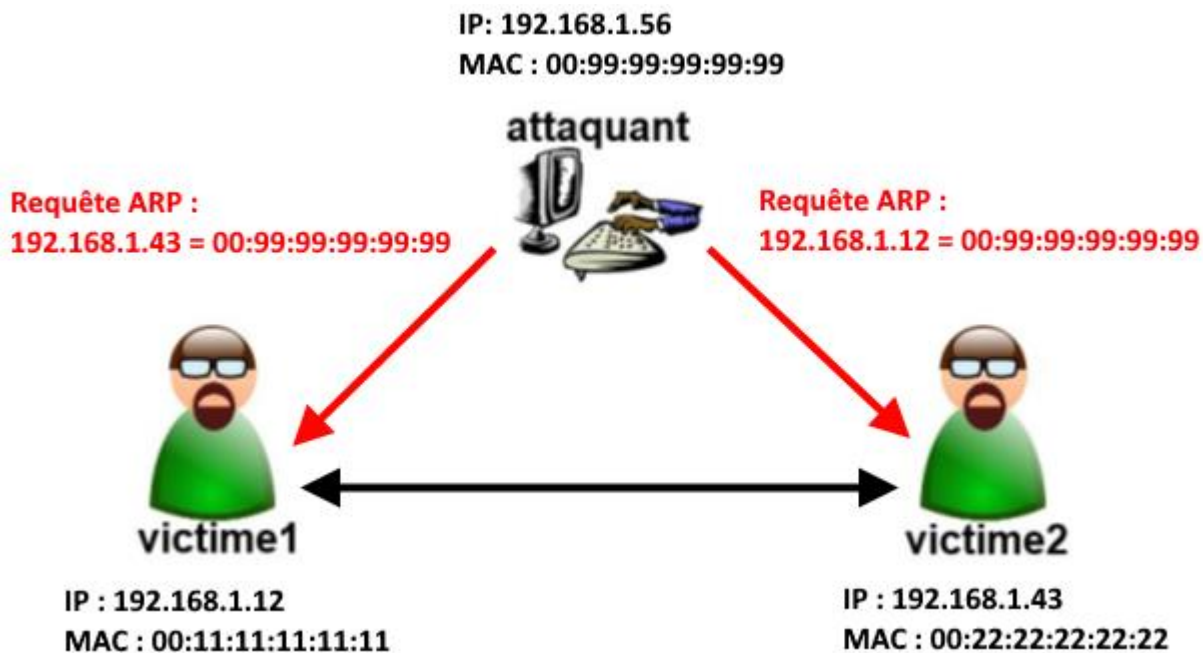 IP: 192.168.1.56
MAC : 00:99:99:99:99:99
attaquant
Requête ARP :
192.168.1.43 = 00:99:99:99:99:99
Requête ARP :
192.168.1.12 = 00:99:99:99:99:99
victime1
IP : 192.168.1.12
MAC : 00:11:11:11:11:11
victime2
IP : 192.168.1.43
MAC : 00:22:22:22:22:22